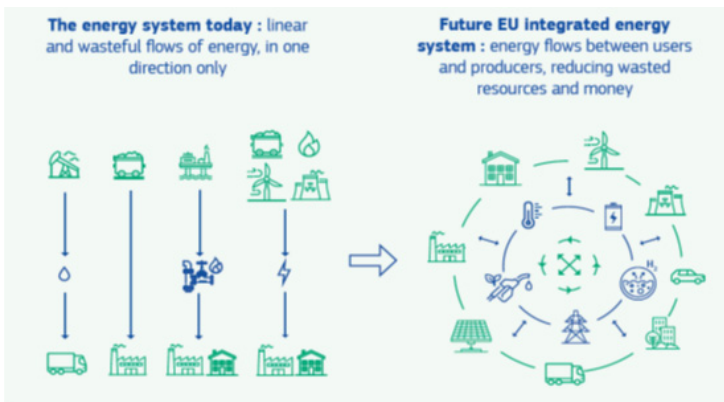 The energy system today : linear
and wasteful flows of energy, in one
direction only
Future EU integrated energy
system : energy flows between users
and producers, reducing wasted
resources and money
H₂